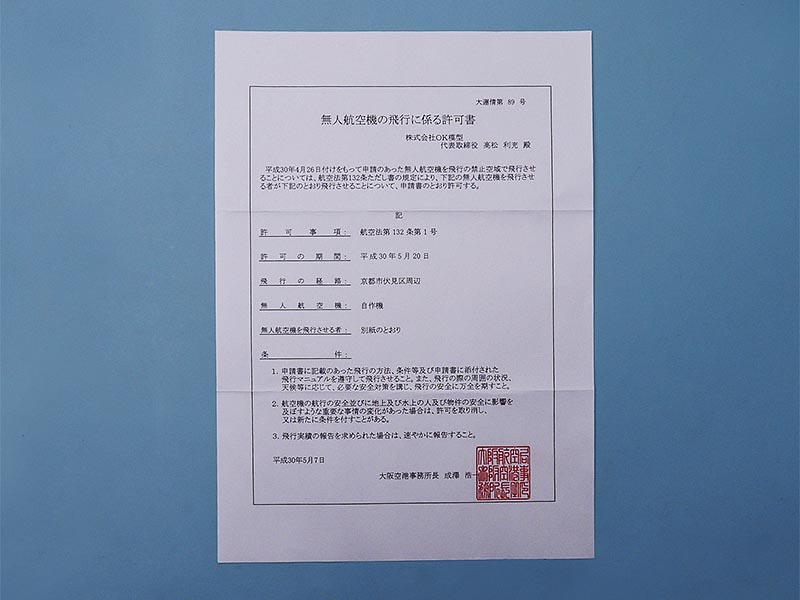 大運情第 89 号
無人航空機の飛行に係る許可書
株式会社OK模型
代表取締役 高松 利充 殿
平成30年4月26日付けをもって申請のあった無人航空機を飛行の禁止空域で飛行させ
ることについては、航空法第132条ただし書の規定により、下記の無人航空機を飛行させ
る者が下記のとおり飛行させることについて、申請書のとおり許可する。
記
許可事項: 航空法第132条第1号
許可の期間: 平成30年5月20日
飛行の経路: 京都市伏見区周辺
無人航空機: 自作機
無人航空機を飛行させる者: 別紙のとおり
条件:
1. 申請書に記載のあった飛行の方法、条件等及び申請書に添付された
飛行マニュアルを遵守して飛行させること。また、飛行の際の周囲の状況、
天候等に応じて、必要な安全対策を講じ、飛行の安全に万全を期すこと。
2. 航空機の航行の安全並びに地上及び水上の人及び物件の安全に影響を
及ぼすような重要な事情の変化があった場合は、許可を取り消し、
又は新たに条件を付すことがある。
3. 飛行実績の報告を求められた場合は、速やかに報告すること。
平成30年5月7日
大阪空港事務所長 成澤 浩一